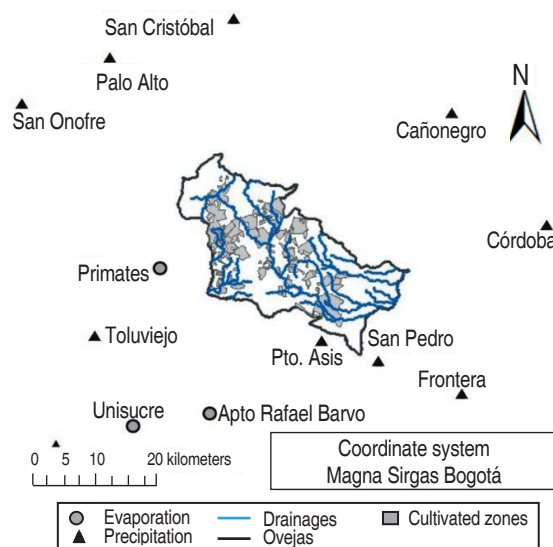 San Cristóbal
Palo Alto
San Onofre
N
Cañonegro
Córdoba
Primates
Toluviejo
Pto. Asis
San Pedro
Frontera
Unisucre
Apto Rafael Barvo
0 5 10 20 kilometers
Coordinate system
Magna Sirgas Bogotá
Evaporation
Drainages
Cultivated zones
Precipitation
Ovejas